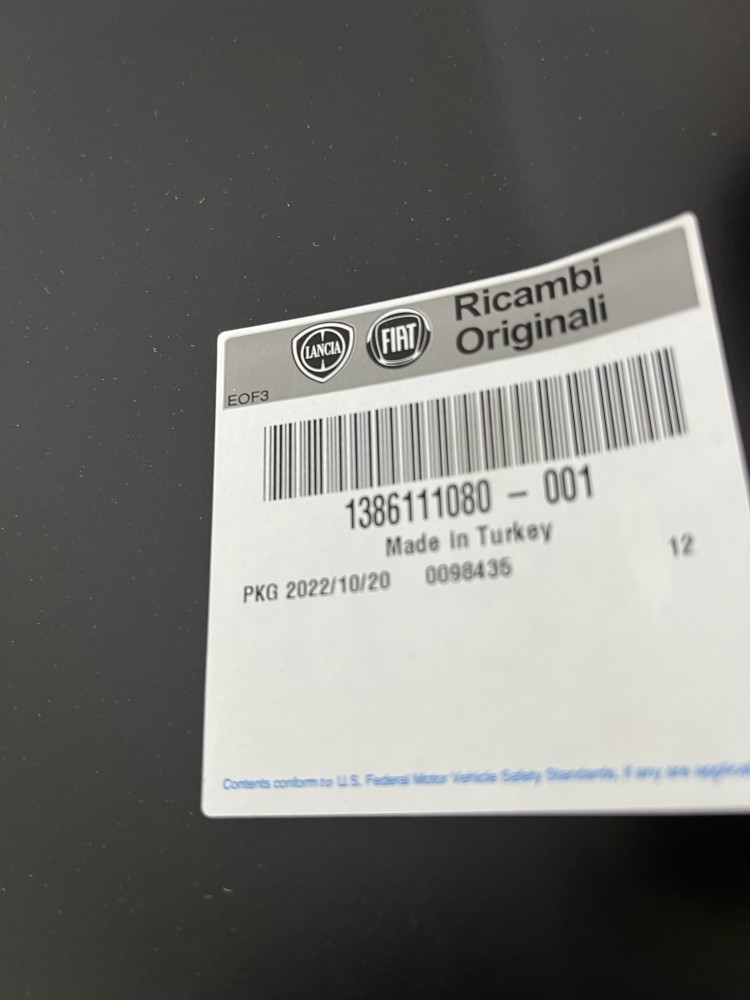 LANCIA FIAT Ricambi
Originali
EOF3
1386111080 - 001
Made in Turkey
12
PKG 2022/10/20 0098435
Contents conform to U.S. Federal Motor Vehicle Safety Standards, if any are